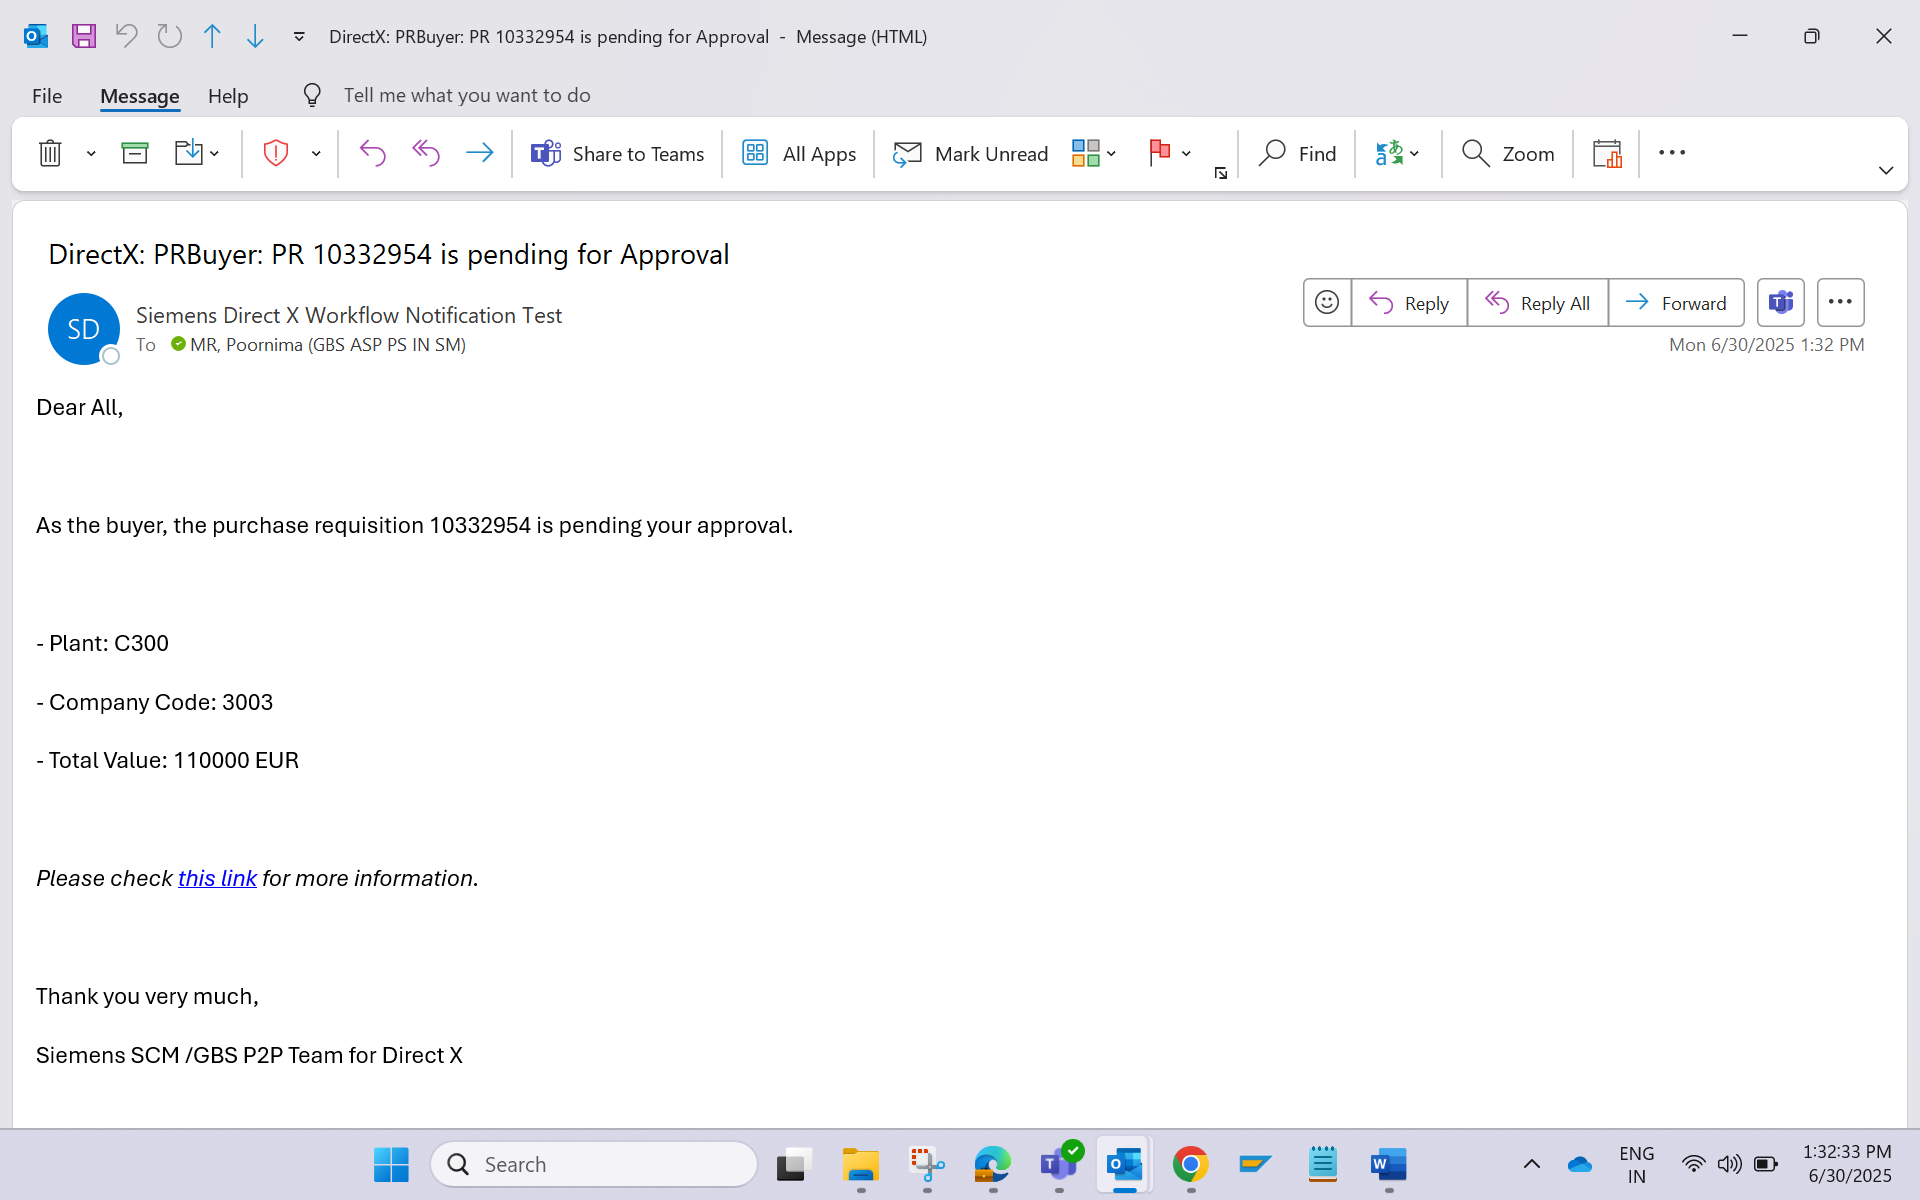 DirectX: PRBuyer: PR 10332954 is pending for Approval - Message (HTML)
File Message Help Tell me what you want to do
Share to Teams All Apps Mark Unread Find Zoom
DirectX: PRBuyer: PR 10332954 is pending for Approval
SD
Siemens Direct X Workflow Notification Test
To MR, Poornima (GBS ASP PS IN SM)
Reply Reply All Forward
Mon 6/30/2025 1:32 PM
Dear All,
As the buyer, the purchase requisition 10332954 is pending your approval.
- Plant: C300
- Company Code: 3003
- Total Value: 110000 EUR
Please check this link for more information.
Thank you very much,
Siemens SCM /GBS P2P Team for Direct X
Search
ENG
IN
1:32:33 PM
6/30/2025